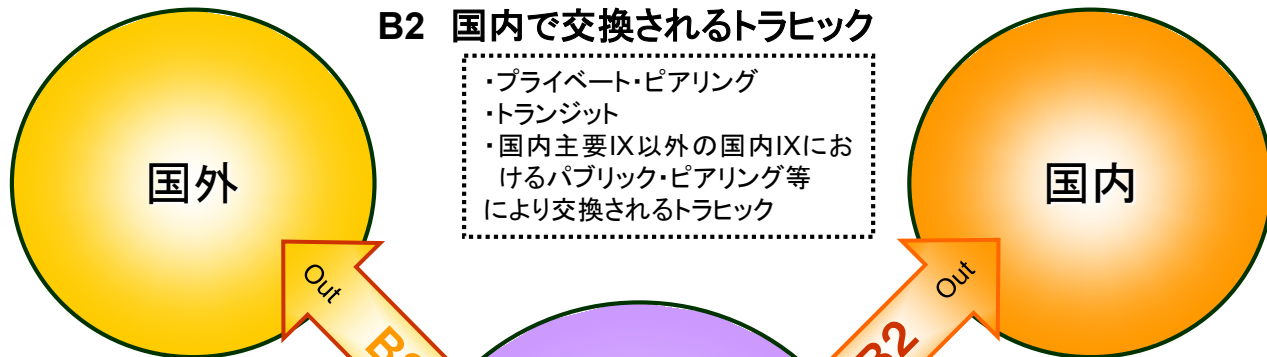 B2 国内で交換されるトラヒック
・プライベート・ピアリング
・トランジット
・国内主要IX以外の国内IXにお
けるパブリック・ピアリング等
により交換されるトラヒック
国外
国内
Out
Out
B2